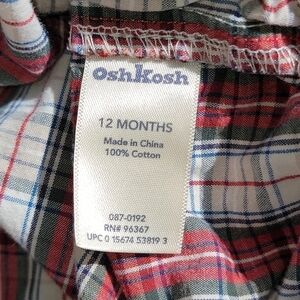 OshKosh
12 MONTHS
Made in China
100% Cotton
087-0192
RN# 96367
UPC 0 15674 53819 3